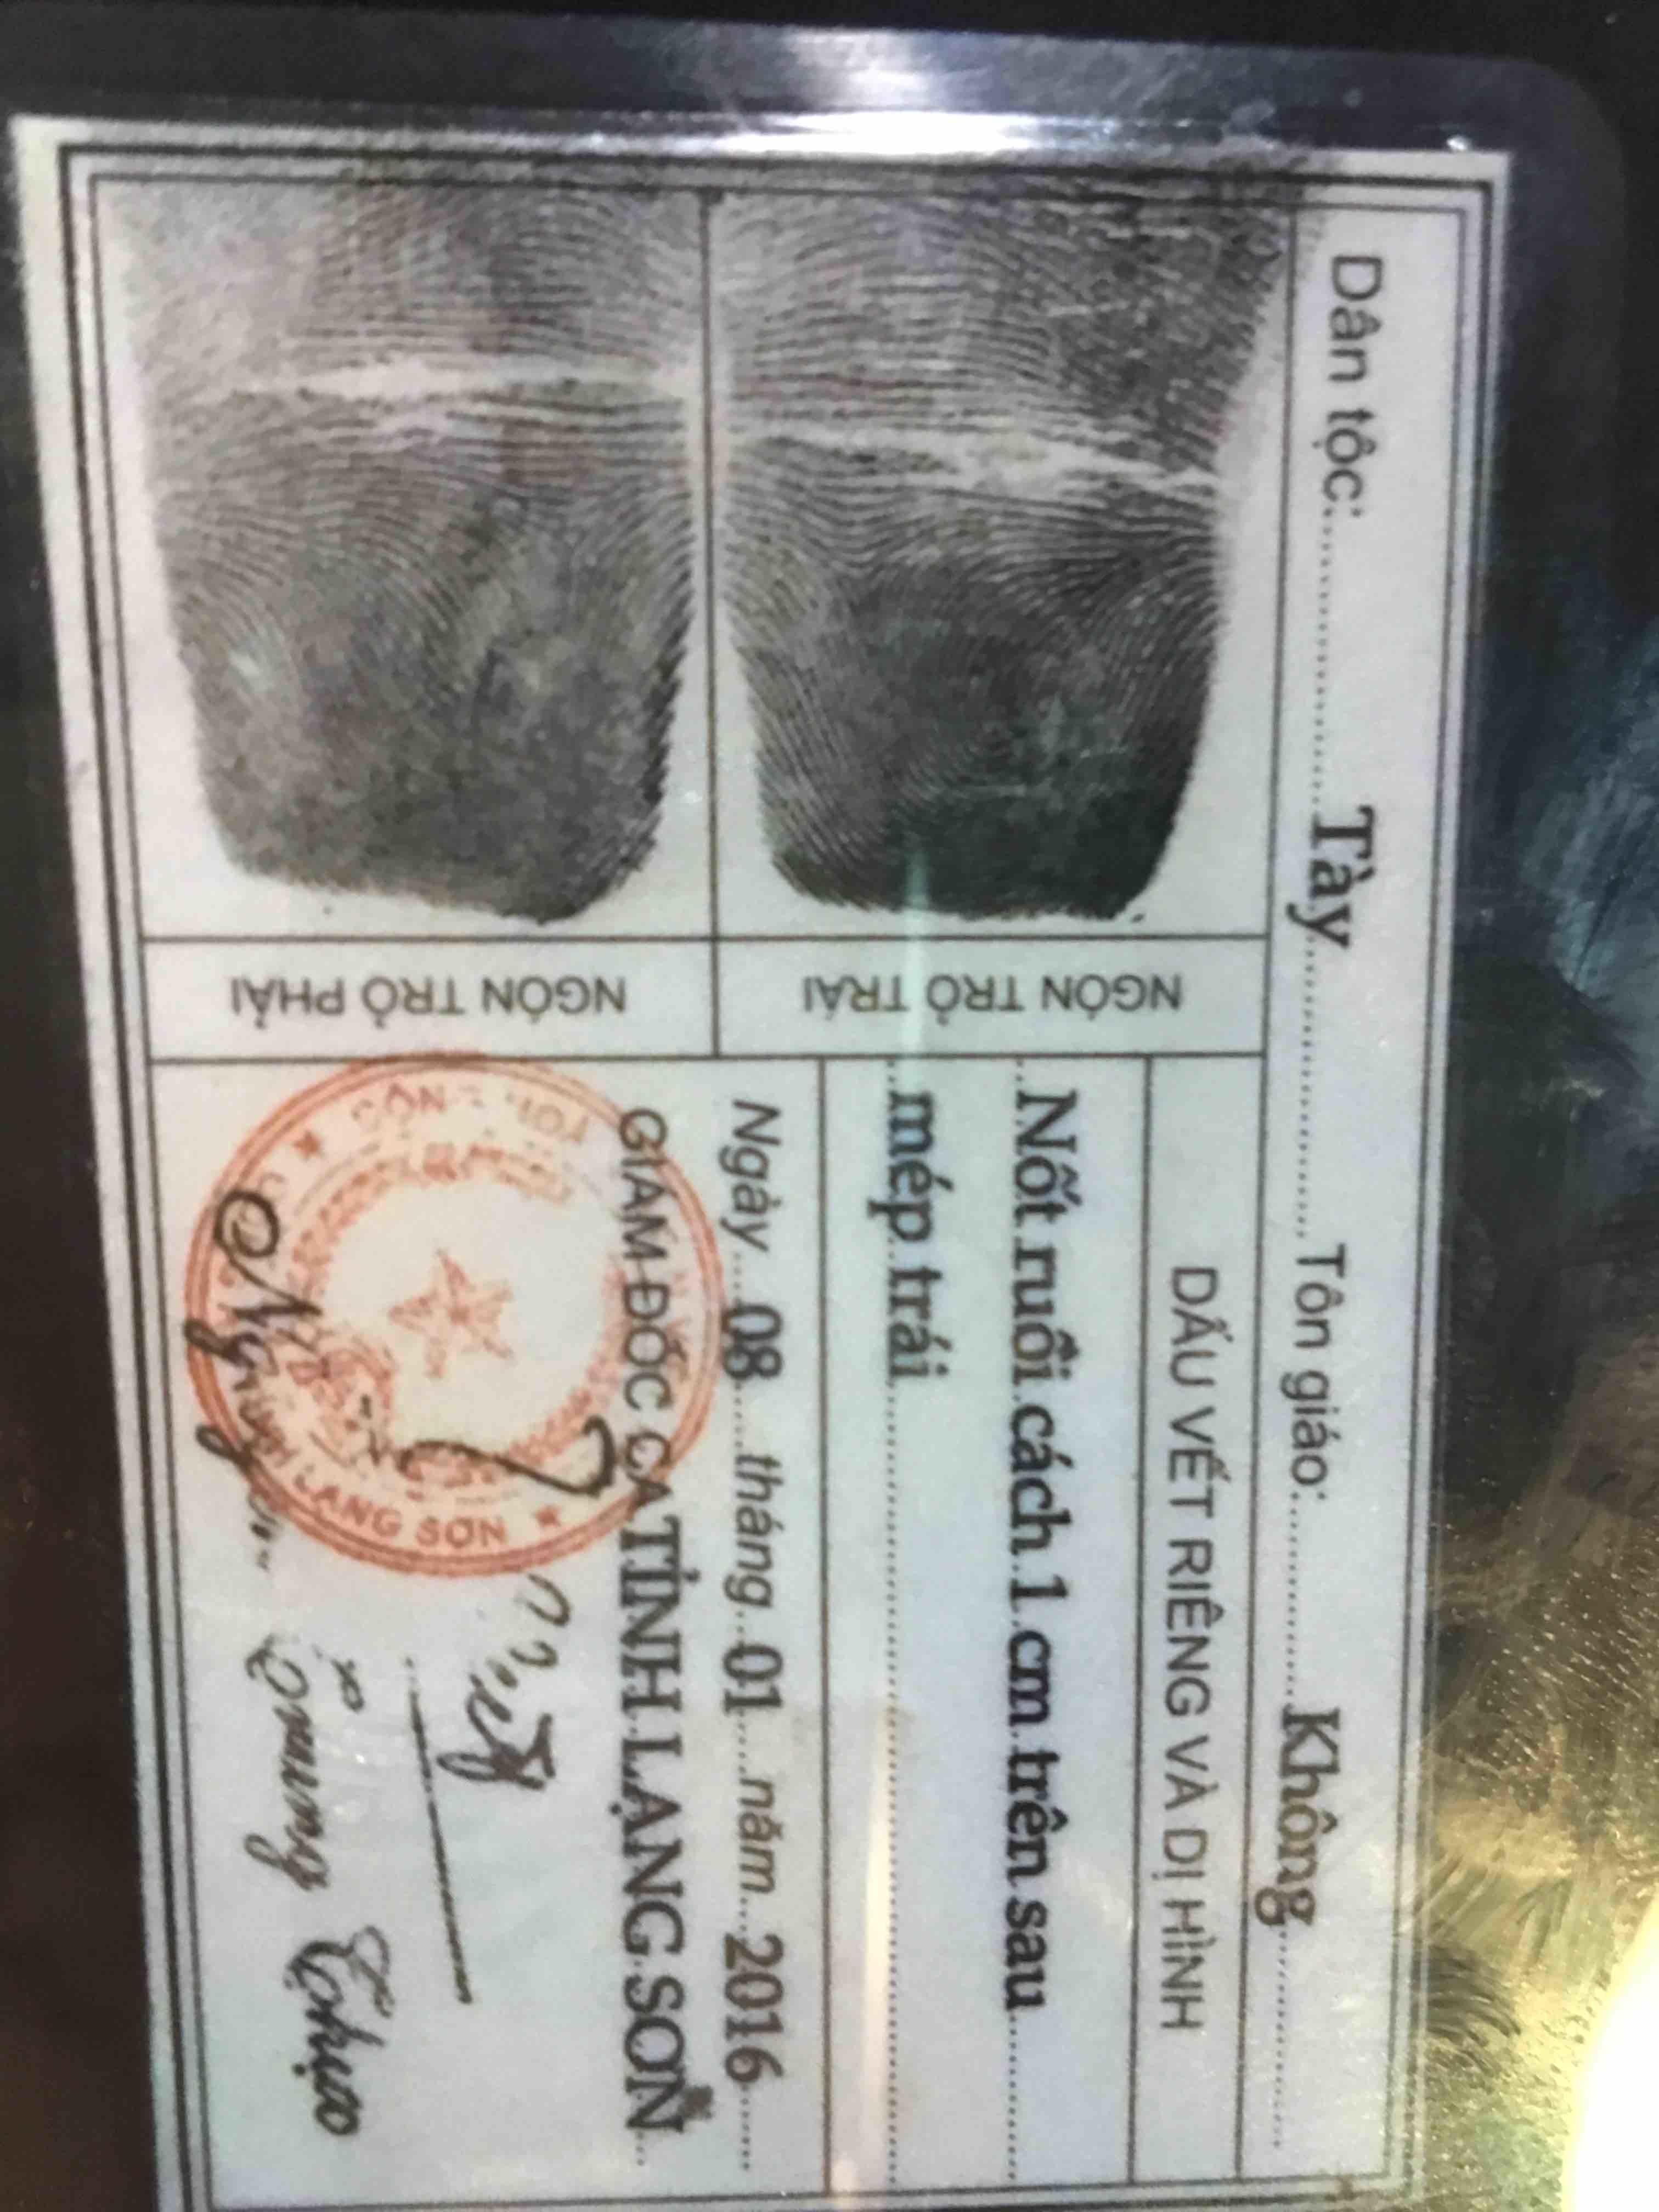 Dân tộc:..........Tày..........Tôn giáo:..........Không..........
DẤU VẾT RIÊNG VÀ DỊ HÌNH
Nốt ruồi cách 1 cm trên sau
mép trái
NGÓN TRỎ TRÁI
NGÓN TRỎ PHẢI
Ngày...08...tháng...01...năm...2016
GIÁM ĐỐC CA TỈNH LẠNG SƠN
LẠNG SƠN